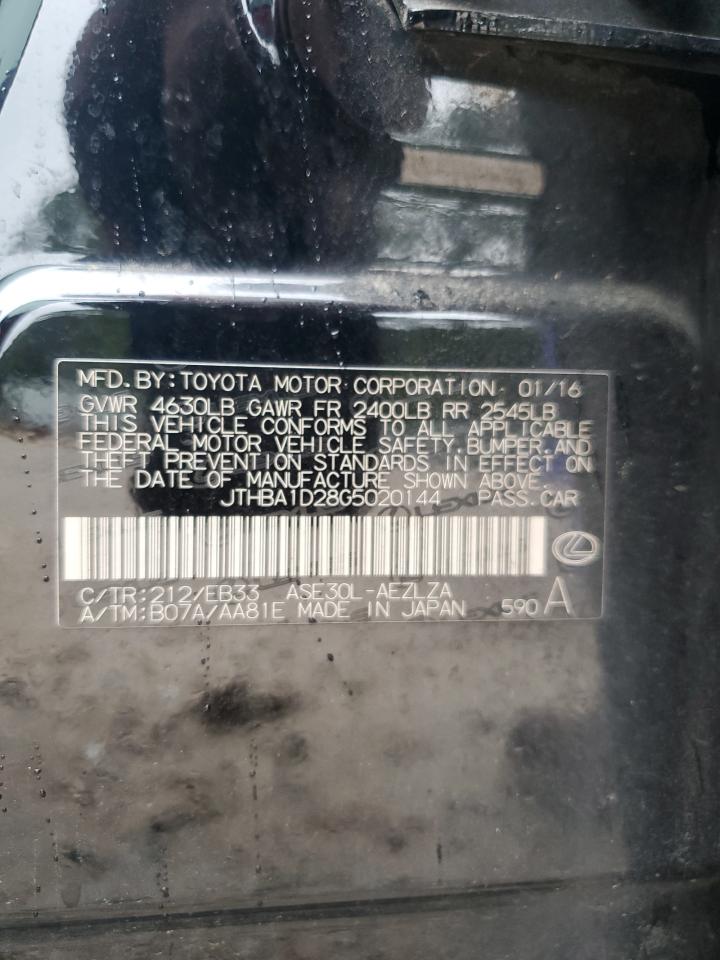 MFD. BY: TOYOTA MOTOR CORPORATION 01/16
GVWR 4630LB GAWR FR 2400LB RR 2545LB
THIS VEHICLE CONFORMS TO ALL APPLICABLE
FEDERAL MOTOR VEHICLE SAFETY, BUMPER, AND
THEFT PREVENTION STANDARDS IN EFFECT ON
THE DATE OF MANUFACTURE SHOWN ABOVE.
JTHBA1D28G5020144 PASS. CAR
C/TR: 212/EB33 ASE30L-AEZLZA
A/TM: B07A/AA81E MADE IN JAPAN 590 A